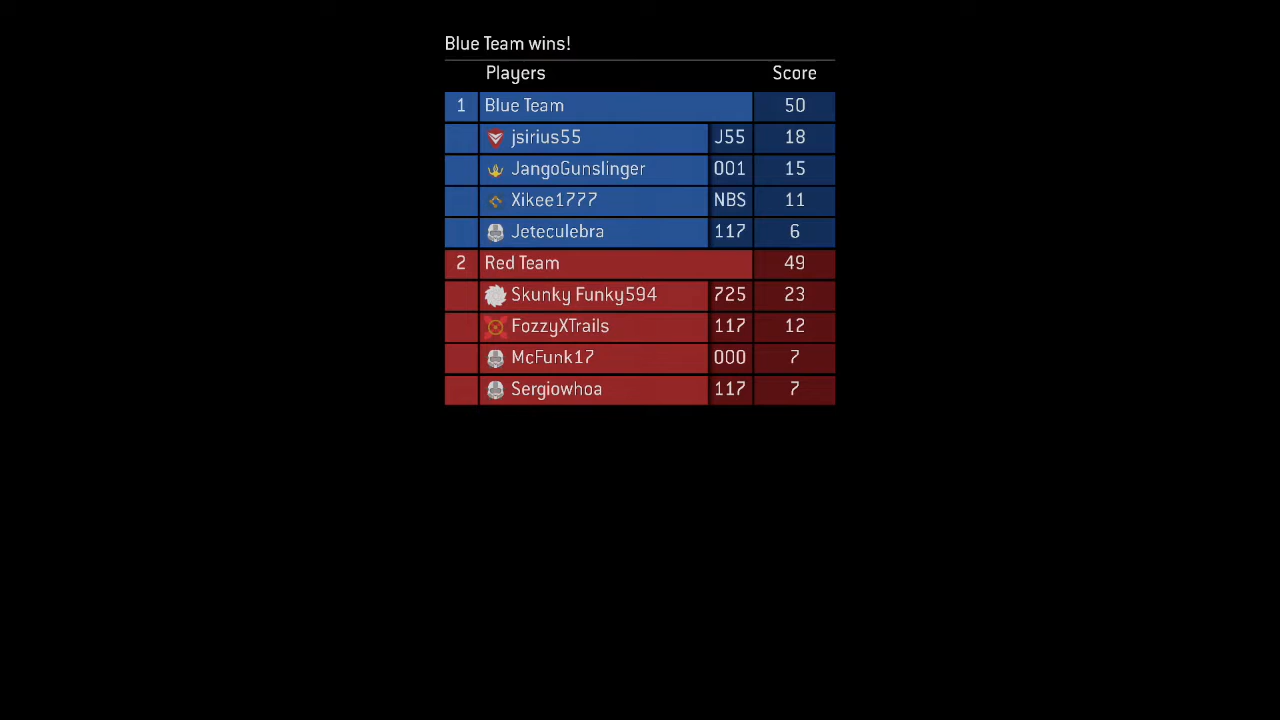 Blue Team wins!
Players Score
1 Blue Team 50
jsirius55 J55 18
JangoGunslinger 001 15
Xikee1777 NBS 11
Jeteculebra 117 6
2 Red Team 49
Skunky Funky594 725 23
FozzyXTrails 117 12
McFunk17 000 7
Sergiowhoa 117 7